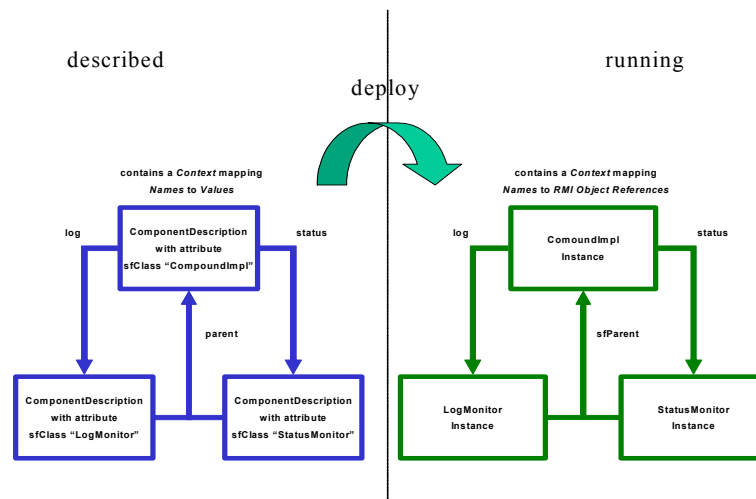 described
running
deploy
contains a Context mapping
Names to Values
log
ComponentDescription
with attribute
sfClass “CompoundImpl”
status
parent
ComponentDescription
with attribute
sfClass “LogMonitor”
ComponentDescription
with attribute
sfClass “StatusMonitor”
contains a Context mapping
Names to RMI Object References
log
ComoundImpl
Instance
status
sfParent
LogMonitor
Instance
StatusMonitor
Instance